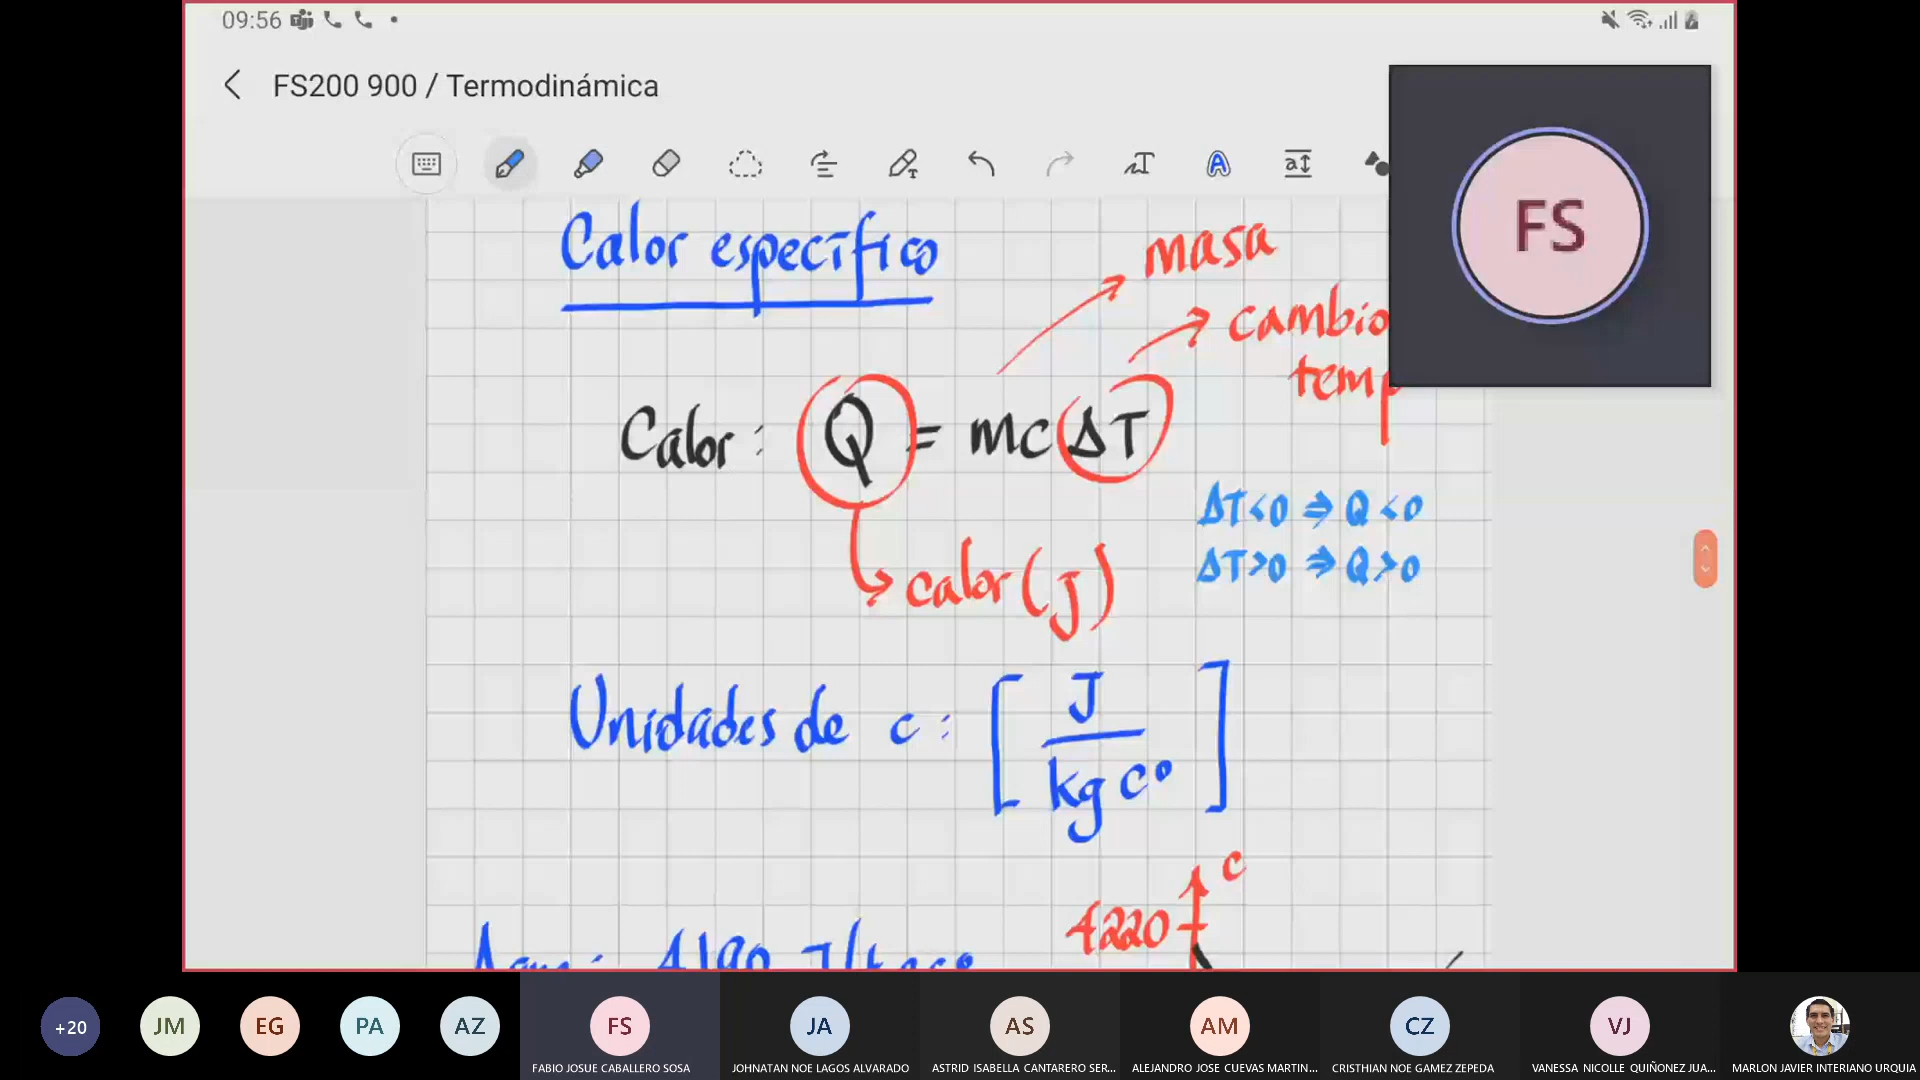 09:56
FS200 900 / Termodinámica
FS
Calor específico
masa
cambio
temp
Calor: Q = mcΔT
ΔT<0 ⇒ Q <0
ΔT>0 ⇒ Q>0
calor(J)
Unidades de c: [J / kg c°]
c
4220
+20
JM
EG
PA
AZ
FS
JA
AS
AM
CZ
VJ
FABIO JOSUE CABALLERO SOSA
JOHNATAN NOE LAGOS ALVARADO
ASTRID ISABELLA CANTARERO SER...
ALEJANDRO JOSE CUEVAS MARTIN...
CRISTHIAN NOE GAMEZ ZEPEDA
VANESSA NICOLLE QUIÑONEZ JUA...
MARLON JAVIER INTERIANO URQUIA